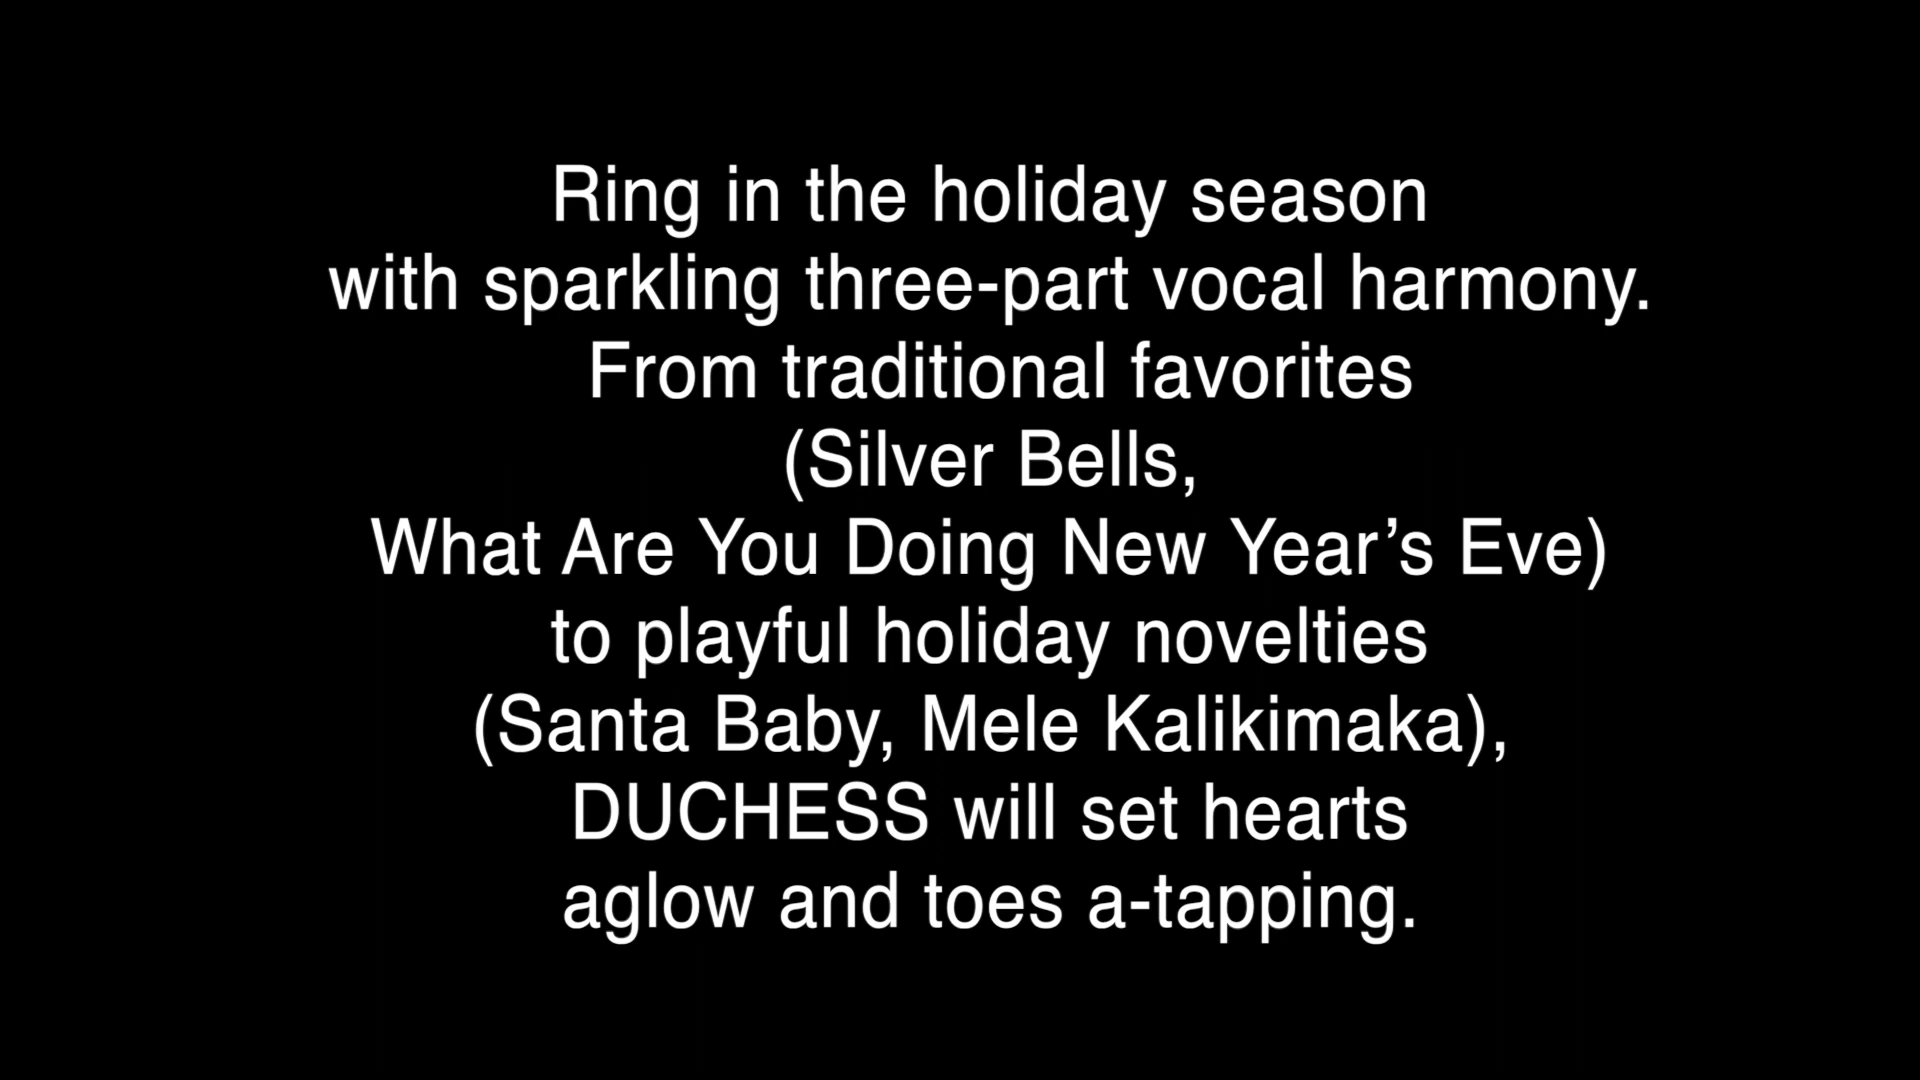 Ring in the holiday season
with sparkling three-part vocal harmony.
From traditional favorites
(Silver Bells,
What Are You Doing New Year’s Eve)
to playful holiday novelties
(Santa Baby, Mele Kalikimaka),
DUCHESS will set hearts
aglow and toes a-tapping.